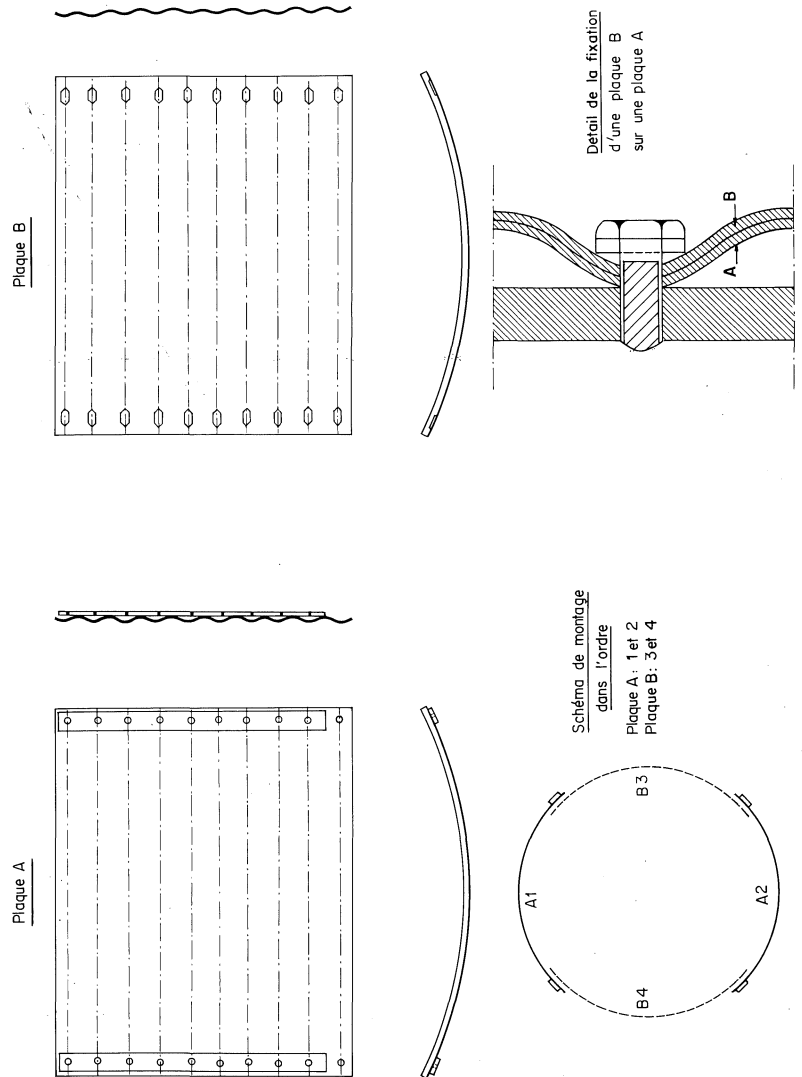 Plaque A
Plaque B
Schéma de montage
dans l'ordre
Plaque A: 1 et 2
Plaque B: 3 et 4
A1
B3
A2
B4
Détail de la fixation
d'une plaque B
sur une plaque A
A
B